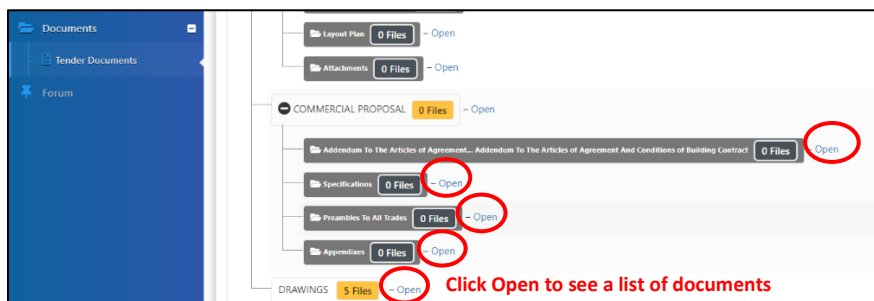 Documents
Tender Documents
Forum
Layout Plan 0 Files – Open
Attachments 0 Files – Open
COMMERCIAL PROPOSAL 0 Files – Open
Addendum To The Articles of Agreement... Addendum To The Articles of Agreement And Conditions of Building Contract 0 Files – Open
Specifications 0 Files – Open
Preambles To All Trades 0 Files – Open
Appendixes 0 Files – Open
DRAWINGS 5 Files – Open Click Open to see a list of documents